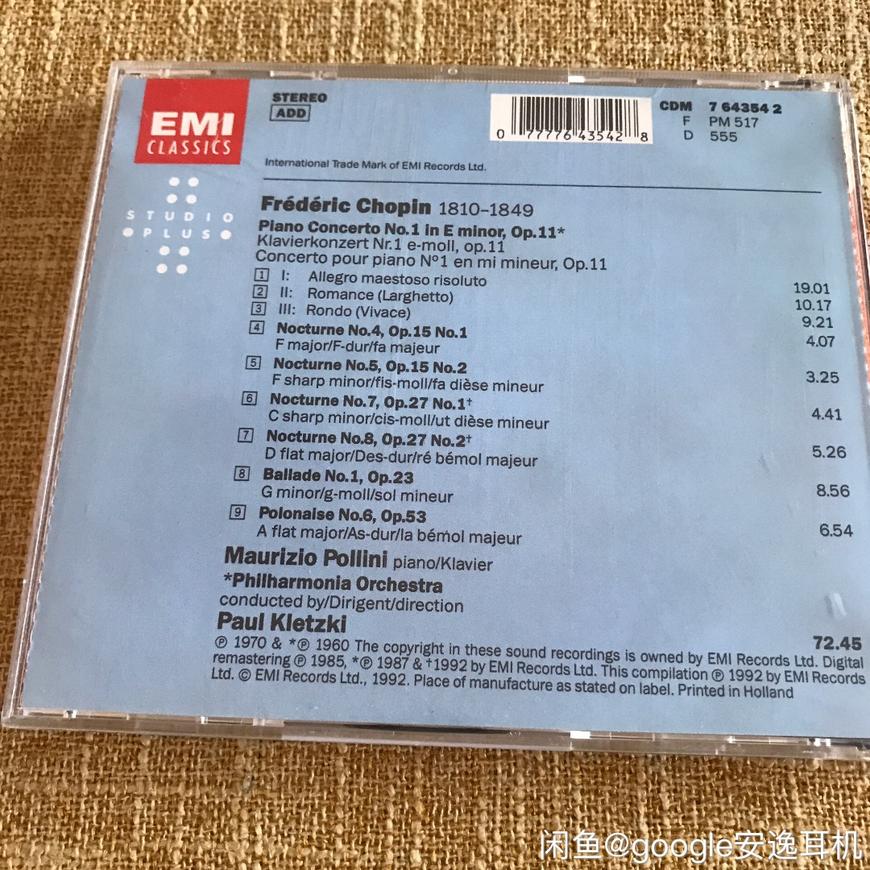 EMI
CLASSICS
STEREO
ADD
0 77776 43542 8
CDM 7 64354 2
F PM 517
D 555
International Trade Mark of EMI Records Ltd.
STUDIO
PLUS
Frédéric Chopin 1810–1849
Piano Concerto No.1 in E minor, Op.11*
Klavierkonzert Nr.1 e-moll, op.11
Concerto pour piano N°1 en mi mineur, Op.11
1 I: Allegro maestoso risoluto 19.01
2 II: Romance (Larghetto) 10.17
3 III: Rondo (Vivace) 9.21
4 Nocturne No.4, Op.15 No.1 4.07
F major/F-dur/fa majeur
5 Nocturne No.5, Op.15 No.2 3.25
F sharp minor/fis-moll/fa dièse mineur
6 Nocturne No.7, Op.27 No.1† 4.41
C sharp minor/cis-moll/ut dièse mineur
7 Nocturne No.8, Op.27 No.2† 5.26
D flat major/Des-dur/ré bémol majeur
8 Ballade No.1, Op.23 8.56
G minor/g-moll/sol mineur
9 Polonaise No.6, Op.53 6.54
A flat major/As-dur/la bémol majeur
Maurizio Pollini piano/Klavier
*Philharmonia Orchestra
conducted by/Dirigent/direction
Paul Kletzki
72.45
℗ 1970 & *℗ 1960 The copyright in these sound recordings is owned by EMI Records Ltd. Digital
remastering ℗ 1985, *℗ 1987 & †1992 by EMI Records Ltd. This compilation ℗ 1992 by EMI Records
Ltd. © EMI Records Ltd., 1992. Place of manufacture as stated on label. Printed in Holland
闲鱼@google安逸耳机